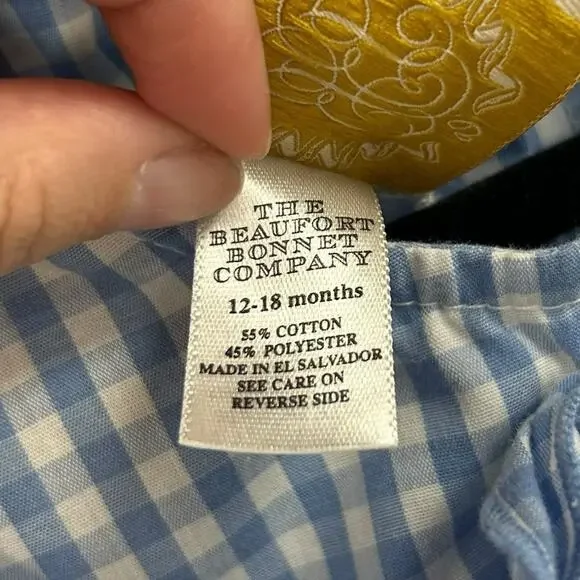 THE
BEAUFORT
BONNET
COMPANY
12-18 months
55% COTTON
45% POLYESTER
MADE IN EL SALVADOR
SEE CARE ON
REVERSE SIDE